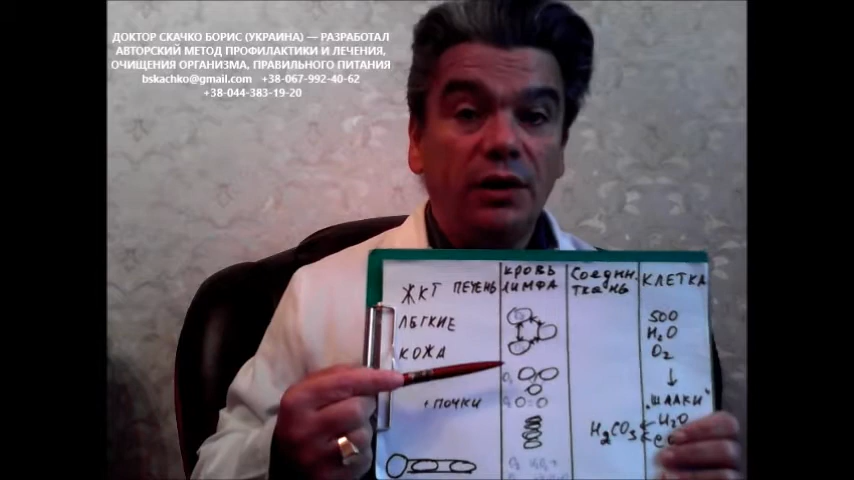 ДОКТОР СКАЧКО БОРИС (УКРАИНА) — РАЗРАБОТАЛ
АВТОРСКИЙ МЕТОД ПРОФИЛАКТИКИ И ЛЕЧЕНИЯ,
ОЧИЩЕНИЯ ОРГАНИЗМА, ПРАВИЛЬНОГО ПИТАНИЯ
bskachko@gmail.com +38-067-992-40-62
+38-044-383-19-20
ЖКТ ПЕЧЕНЬ
ЛЕГКИЕ
КОЖА
+ПОЧКИ
КРОВЬ
ЛИМФА
Соедин.
ткань
КЛЕТКА
500
H2O
O2
↓
"ШЛАКИ"
H2CO3
H2O